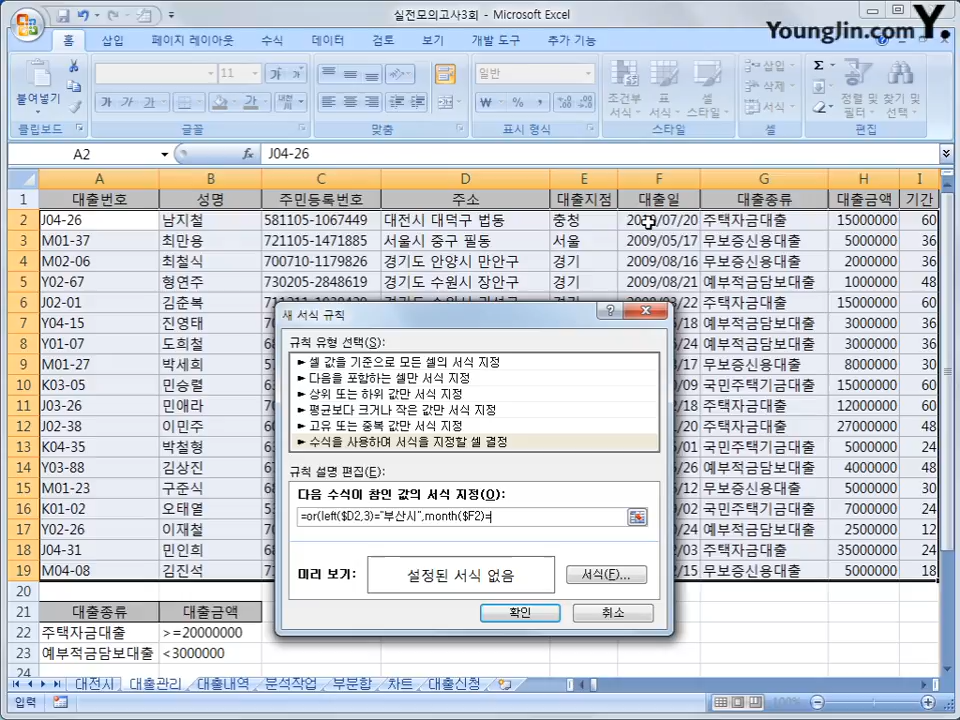 실전모의고사3회 - Microsoft Excel
YoungJin.com Y.
홈 삽입 페이지 레이아웃 수식 데이터 검토 보기 개발 도구 추가 기능
붙여넣기
11
일반
조건부 서식 표 서식 셀 스타일
삽입
삭제
서식
정렬 및 필터 찾기 및 선택
클립보드 글꼴 맞춤 표시 형식 스타일 셀 편집
A2 fx J04-26
A B C D E F G H I
1 대출번호 성명 주민등록번호 주소 대출지점 대출일 대출종류 대출금액 기간
2 J04-26 남지철 581105-1067449 대전시 대덕구 법동 충청 주택자금대출 15000000 60
3 M01-37 최만용 721105-1471885 서울시 중구 필동 서울 2009/05/17 무보증신용대출 5000000 36
4 M02-06 최철식 700710-1179826 경기도 안양시 만안구 경기 2009/08/16 무보증신용대출 5000000 36
5 Y02-67 형연주 730205-2848619 경기도 수원시 장안구 경기 2009/02/16 예부적금담보대출 1000000 48
6 J02-01 김춘복 주택자금대출 15000000 60
7 Y04-15 진영태 예부적금담보대출 3000000 36
8 Y01-07 도희철 예부적금담보대출 3000000 36
9 M01-27 박세희 무보증신용대출 8000000 30
10 K03-05 민승렬 국민주택기금대출 15000000 60
11 J03-26 민애라 주택자금대출 12000000 60
12 J02-38 이민주 주택자금대출 27000000 48
13 K04-35 박철형 국민주택기금대출 5000000 24
14 Y03-88 김상진 예부적금담보대출 4000000 48
15 M01-23 구준식 무보증신용대출 5000000 30
16 K01-02 오태열 국민주택기금대출 5000000 24
17 Y02-26 이재철 예부적금담보대출 2500000 12
18 J04-31 민인희 주택자금대출 35000000 24
19 M04-08 김진석 무보증신용대출 5000000 18
20
21 대출종류 대출금액
22 주택자금대출 >=20000000
23 예부적금담보대출 <3000000
24
새 서식 규칙
규칙 유형 선택(S):
► 셀 값을 기준으로 모든 셀의 서식 지정
► 다음을 포함하는 셀만 서식 지정
► 상위 또는 하위 값만 서식 지정
► 평균보다 크거나 작은 값만 서식 지정
► 고유 또는 중복 값만 서식 지정
► 수식을 사용하여 서식을 지정할 셀 결정
규칙 설명 편집(E):
다음 수식이 참인 값의 서식 지정(O):
=or(left($D2,3)="부산시",month($F2)=
미리 보기: 설정된 서식 없음 서식(F)...
확인 취소
대전시 대출관리 대출내역 분석작업 부분합 차트 대출신청
입력 100%